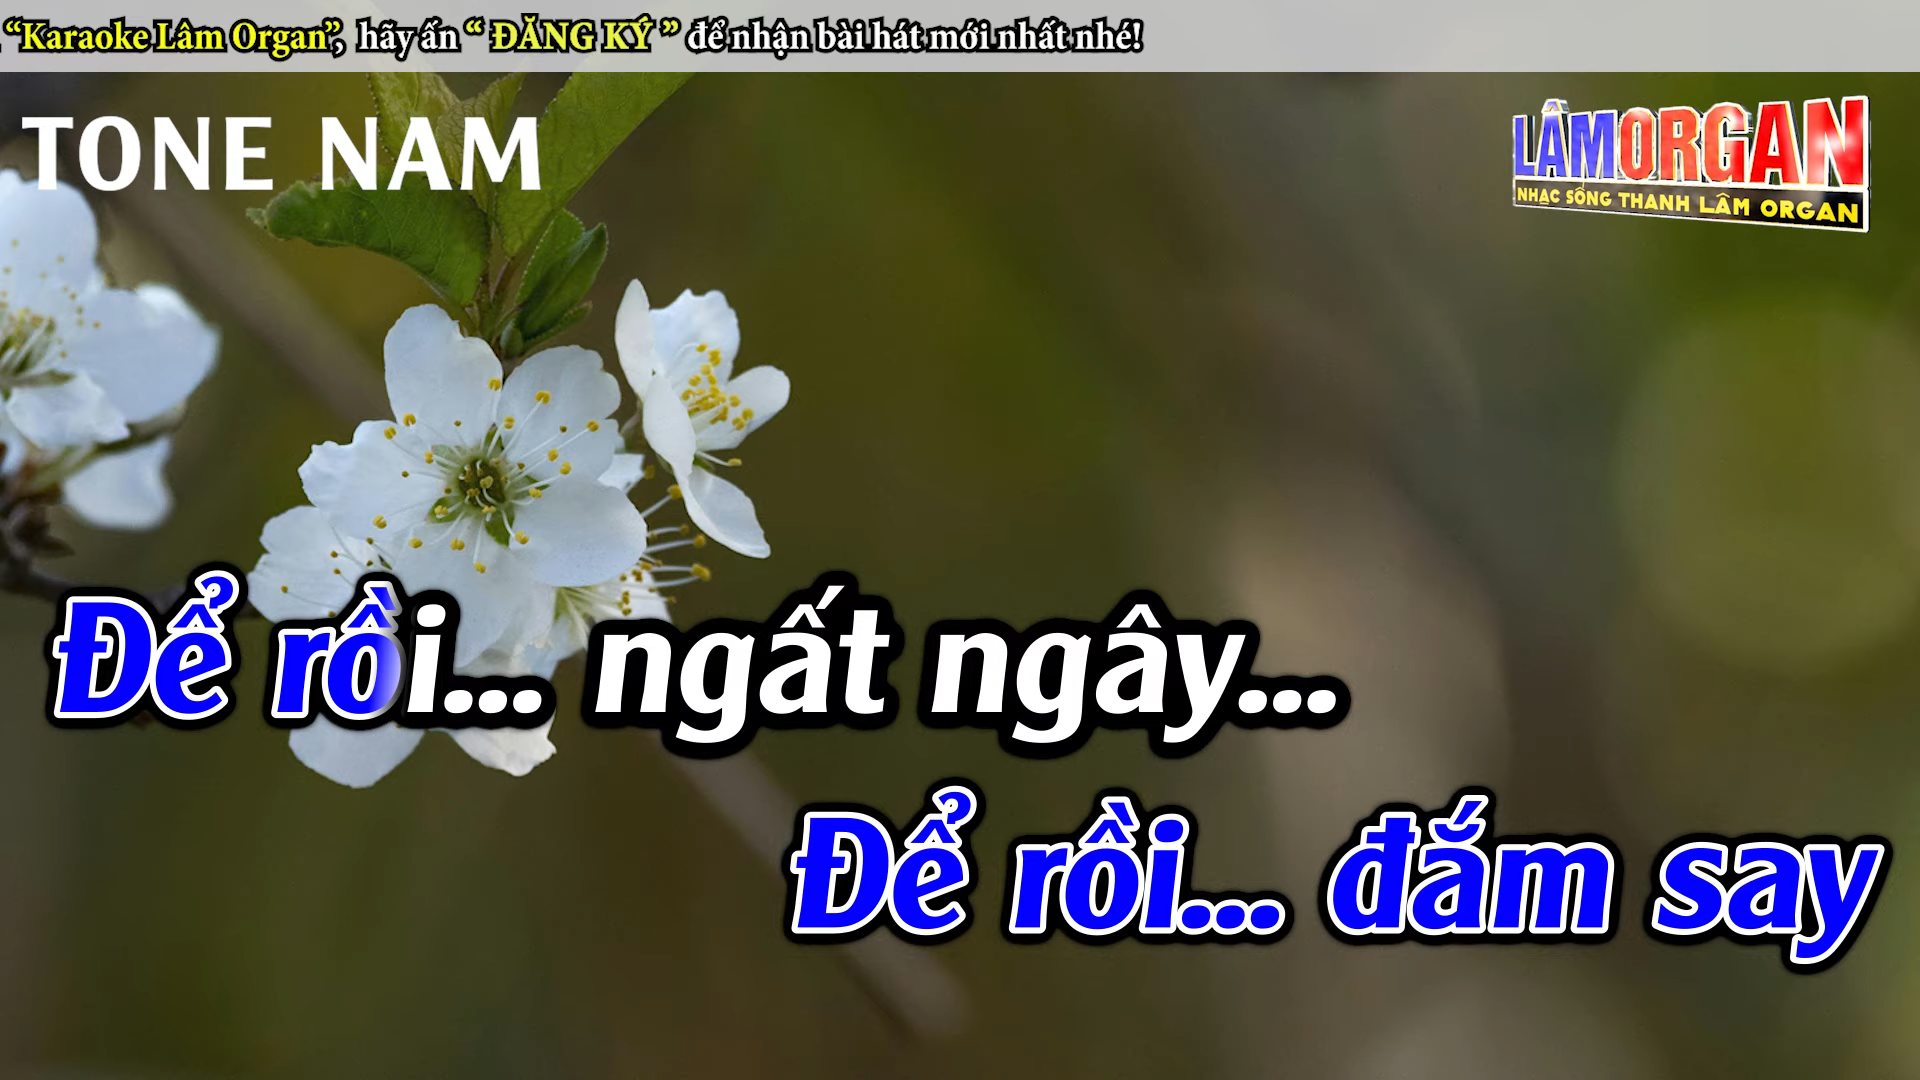 “Karaoke Lâm Organ”, hãy ấn “ ĐĂNG KÝ ” để nhận bài hát mới nhất nhé!
TONE NAM
LÂMORGAN
NHẠC SỐNG THANH LÂM ORGAN
Để rồi... ngất ngây...
Để rồi... đắm say